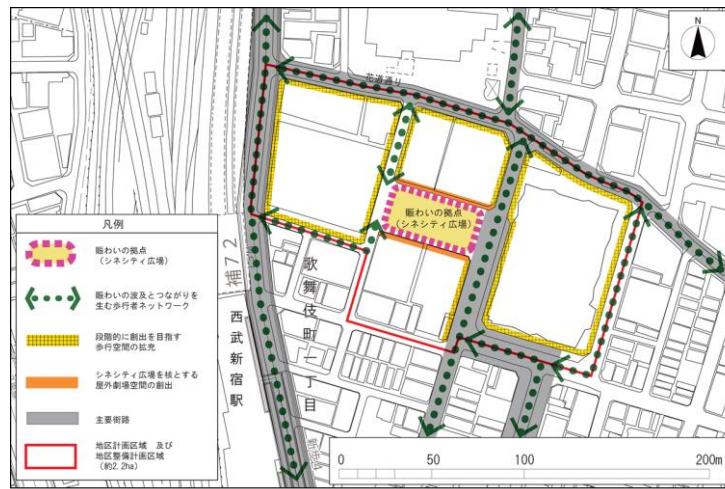 N
花道通り
賑わいの拠点
(シネシティ広場)
歌舞伎町一丁目
補72
西武新宿駅
凡例
賑わいの拠点
(シネシティ広場)
賑わいの波及とつながりを
生む歩行者ネットワーク
段階的に創出を目指す
歩行空間の拡充
シネシティ広場を核とする
屋外劇場空間の創出
主要街路
地区計画区域 及び
地区整備計画区域
(約2.2ha)
0 50 100 200m